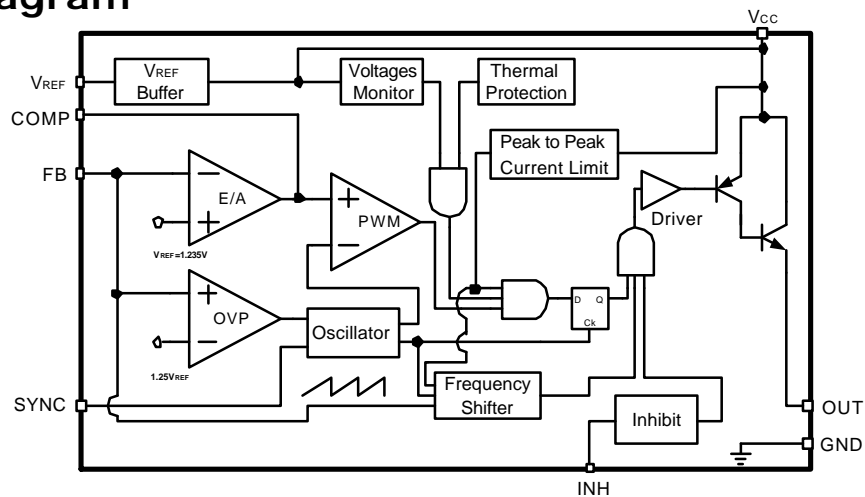 agram
VCC
VREF
VREF
Buffer
Voltages
Monitor
Thermal
Protection
COMP
Peak to Peak
Current Limit
FB
−
E/A
+
+
PWM
−
Driver
VREF=1.235V
+
OVP
−
Oscillator
D Q
Ck
1.25VREF
Frequency
Shifter
SYNC
Inhibit
OUT
GND
INH